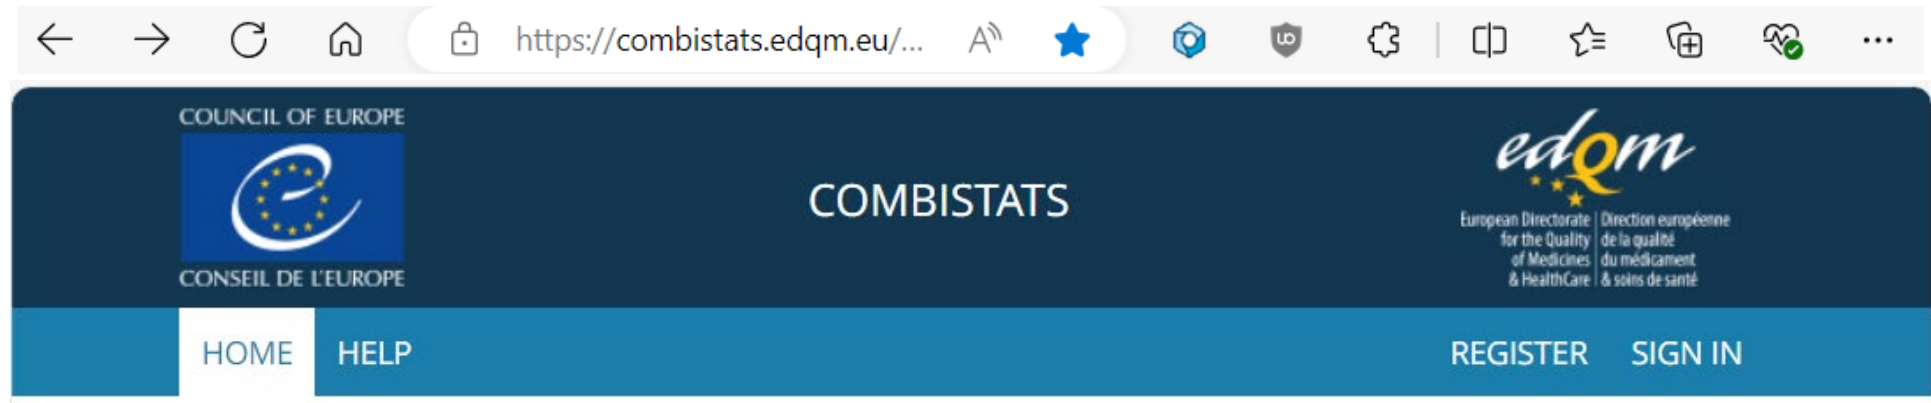 https://combistats.edqm.eu/...
COUNCIL OF EUROPE
CONSEIL DE L'EUROPE
COMBISTATS
edQm
European Directorate | Direction européenne
for the Quality | de la qualité
of Medicines | du médicament
& HealthCare | & soins de santé
HOME HELP REGISTER SIGN IN